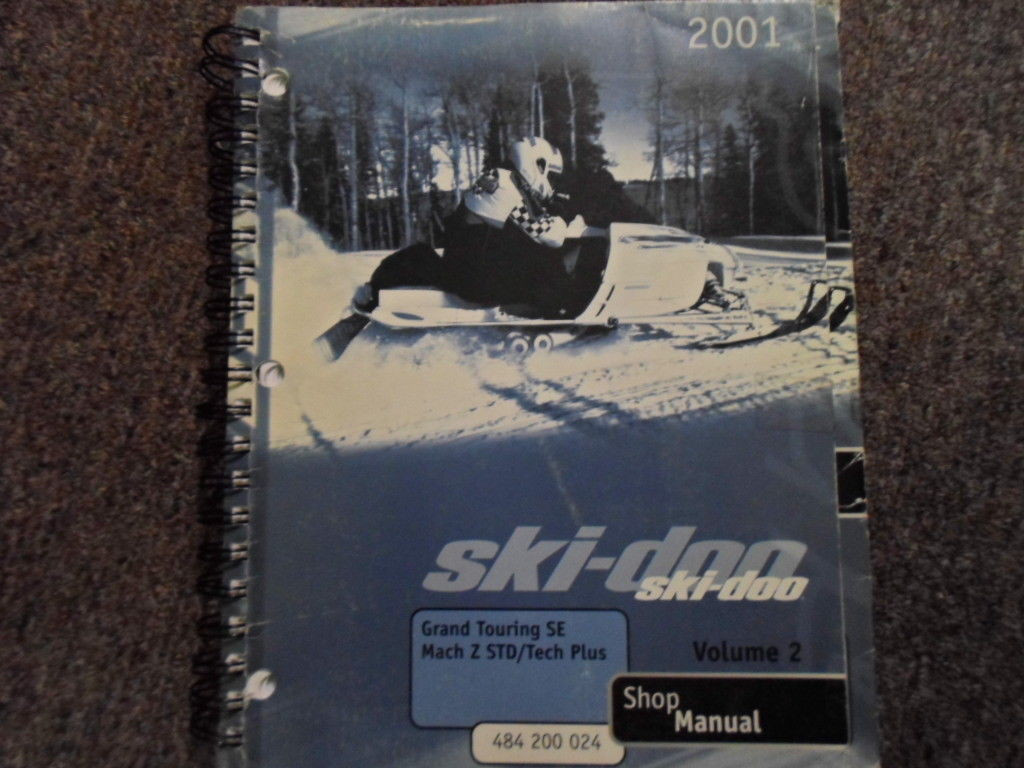 2001
ski-doo
ski-doo
Grand Touring SE
Mach Z STD/Tech Plus
Volume 2
Shop
Manual
484 200 024